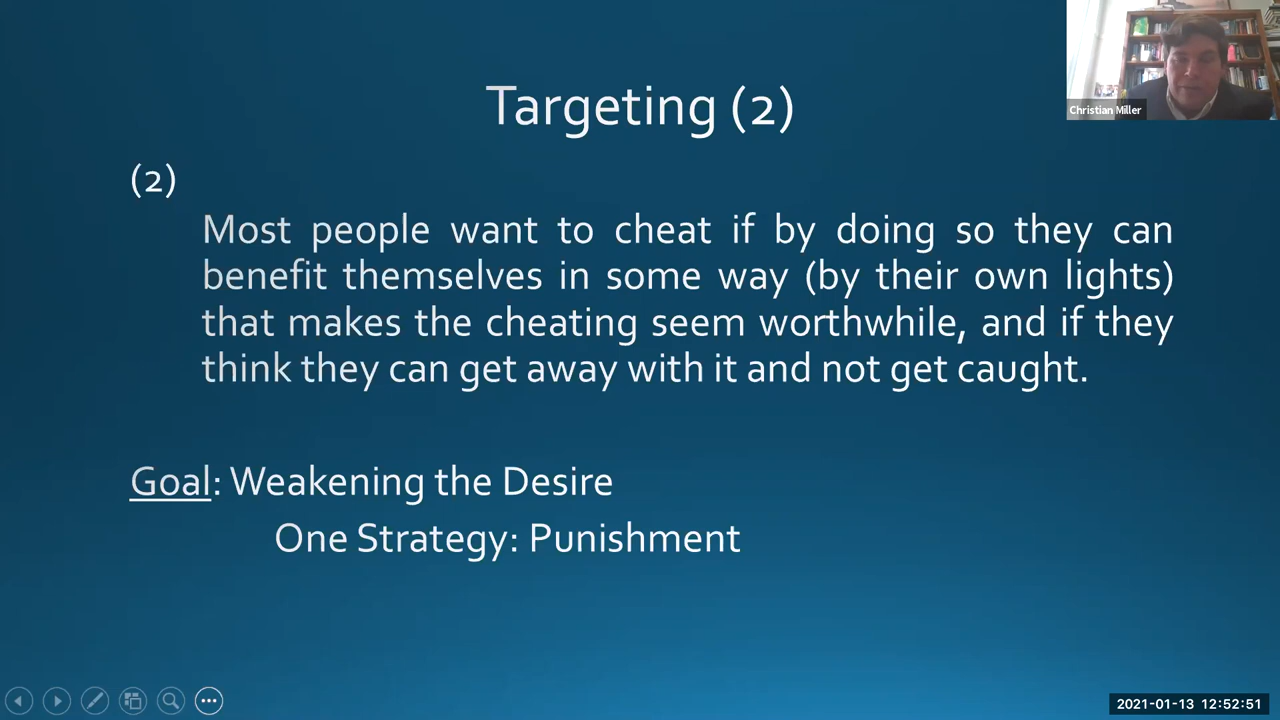 Christian Miller
Targeting (2)
(2)
Most people want to cheat if by doing so they can
benefit themselves in some way (by their own lights)
that makes the cheating seem worthwhile, and if they
think they can get away with it and not get caught.
Goal: Weakening the Desire
One Strategy: Punishment
2021-01-13 12:52:51